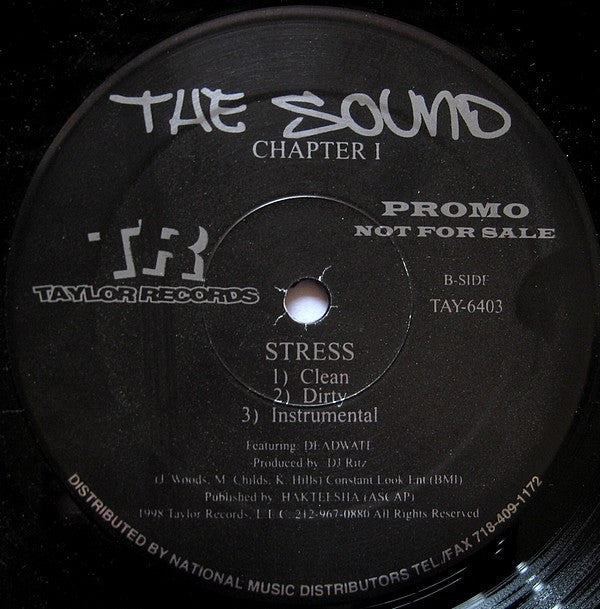 THE SOUND
CHAPTER I
PROMO
NOT FOR SALE
TR
TAYLOR RECORDS
B-SIDE
TAY-6403
STRESS
1) Clean
2) Dirty
3) Instrumental
Featuring: DEADWATE
Produced by DJ Ritz
(J. Woods, M. Childs, K. Hills) Constant Look Ent.(BMI)
Published by HAKTEESHA (ASCAP)
1998 Taylor Records, L.L.C. 212-967-0880 All Rights Reserved
DISTRIBUTED BY NATIONAL MUSIC DISTRIBUTORS TEL./FAX 718-409-1172